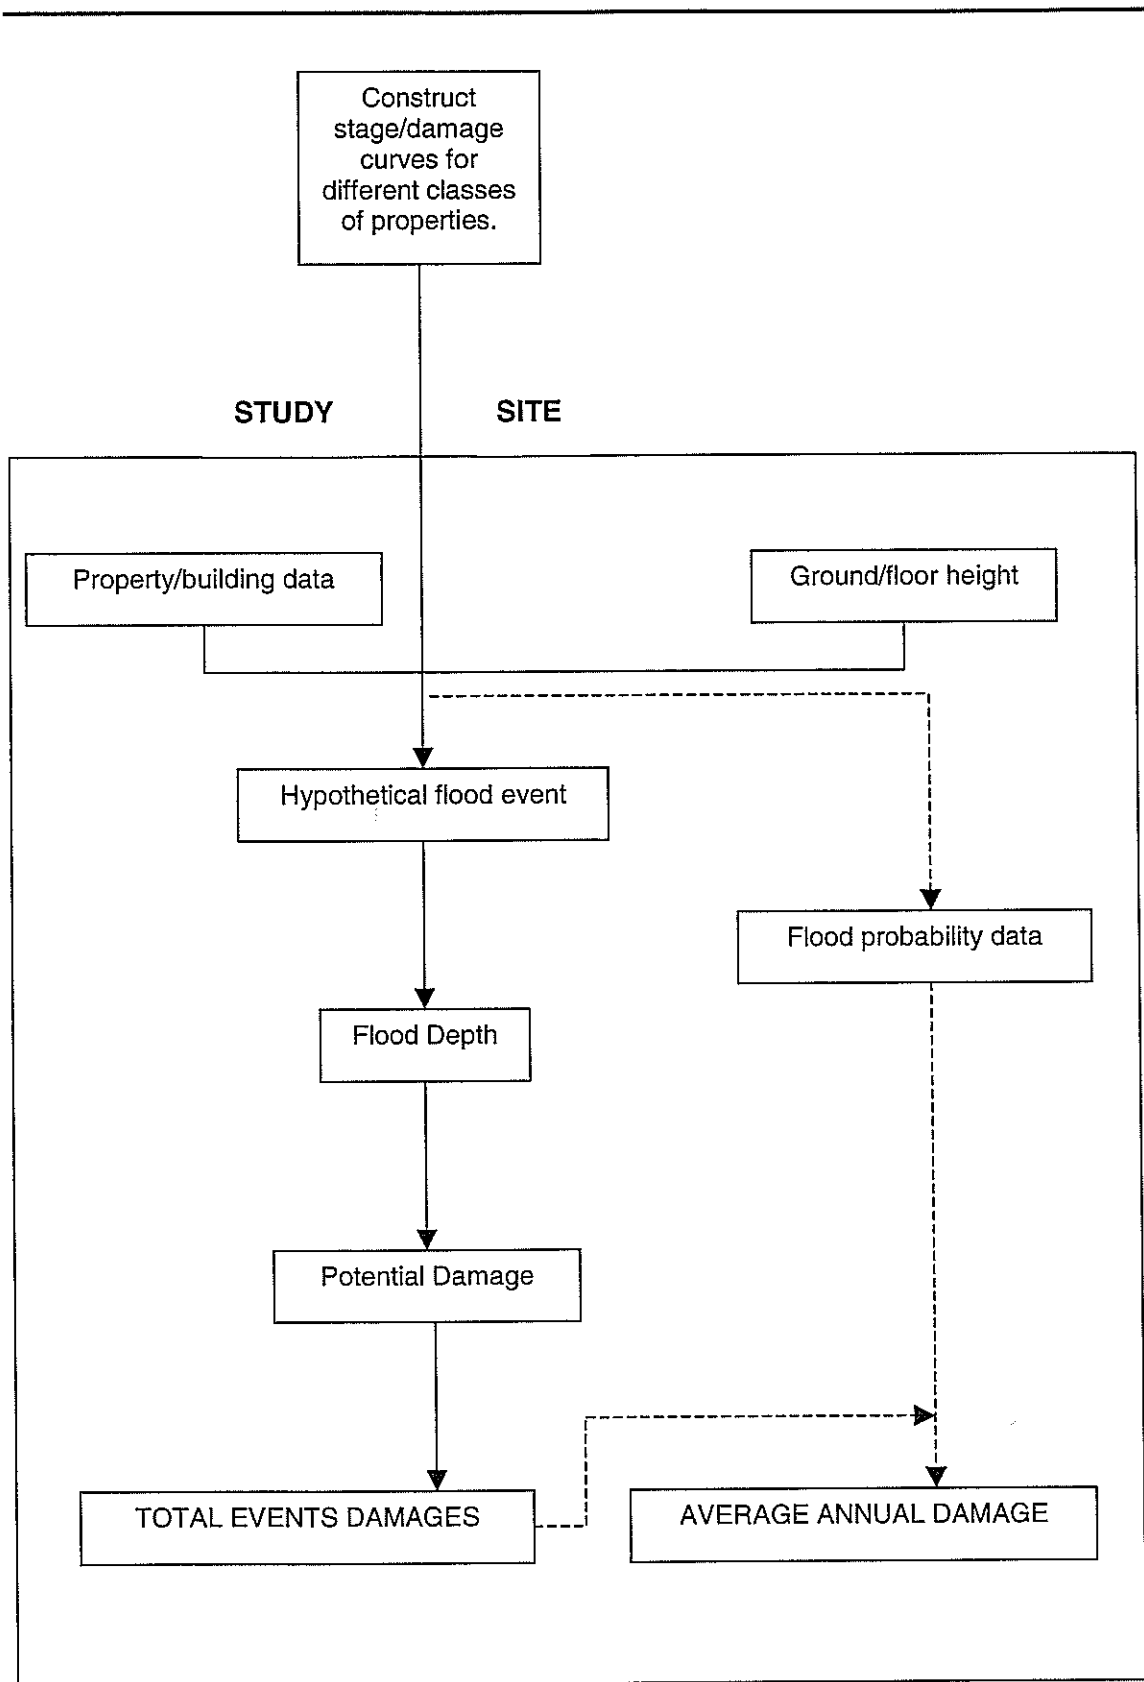 Construct
stage/damage
curves for
different classes
of properties.
STUDY SITE
Property/building data
Ground/floor height
Hypothetical flood event
Flood probability data
Flood Depth
Potential Damage
TOTAL EVENTS DAMAGES
AVERAGE ANNUAL DAMAGE